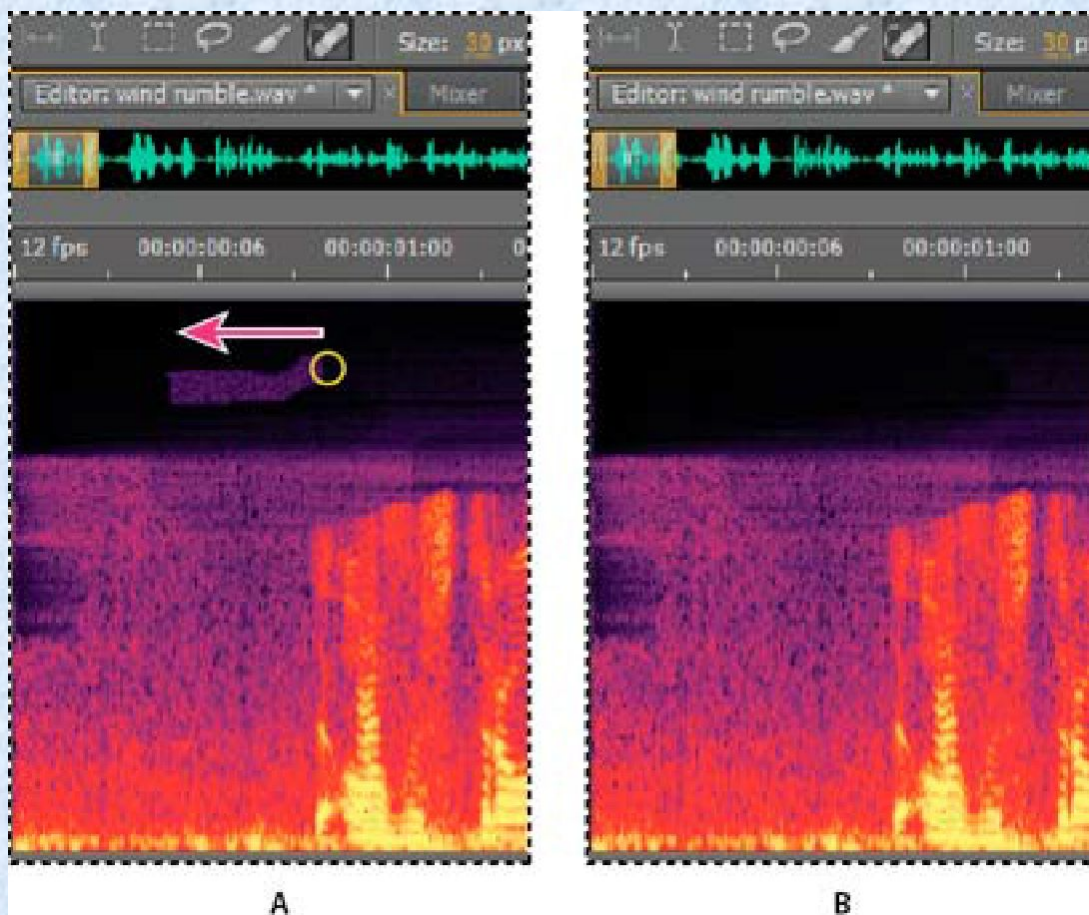 Size: 30 px
Editor: wind rumble.wav *
Mixer
12 fps 00:00:00:06 00:00:01:00 0
A
Size: 30 p
Editor: wind rumble.wav *
Mixer
12 fps 00:00:00:06 00:00:01:00
B